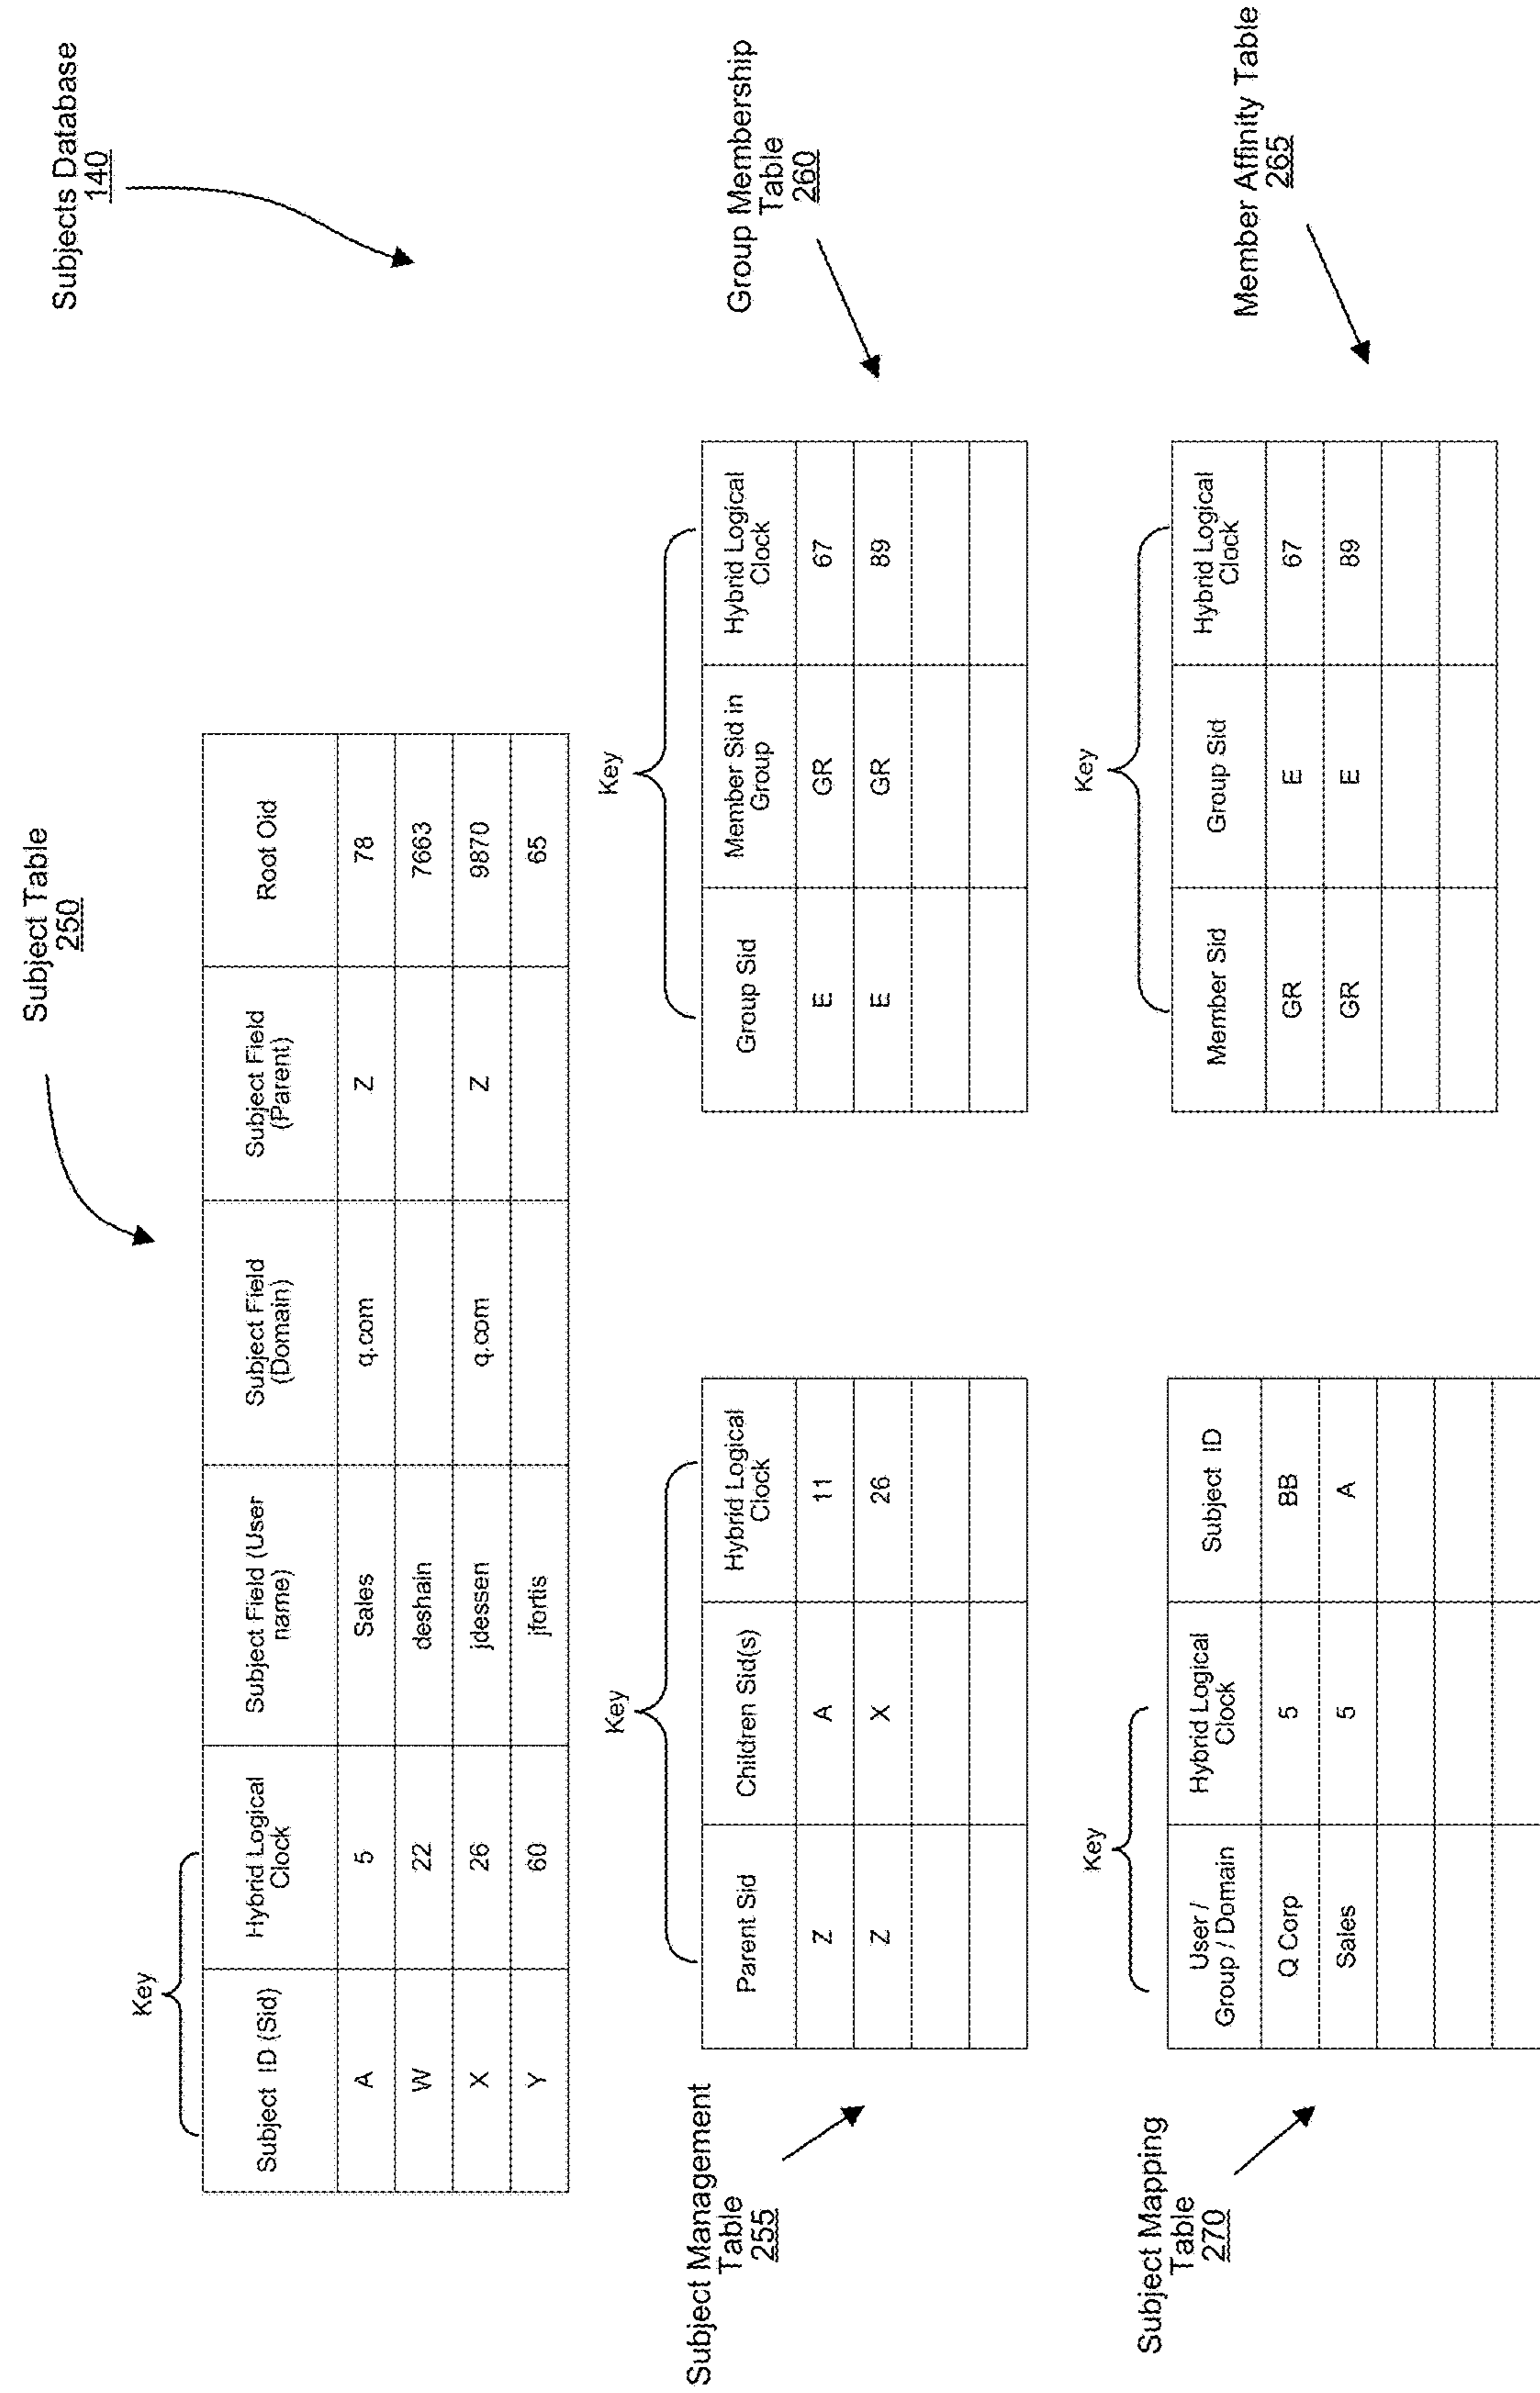 Subjects Database
140
Subject Table
250
Key
Subject ID (Sid)
Hybrid Logical
Clock
Subject Field (User
name)
Subject Field
(Domain)
Subject Field
(Parent)
Root Oid
A 5 Sales q.com Z 78
W 22 deshain 7663
X 26 jdessen q.com Z 9870
Y 60 jfortis 65
Subject Management
Table
255
Key
Parent Sid
Children Sid(s)
Hybrid Logical
Clock
Z A 11
Z X 26
Group Membership
Table
260
Key
Group Sid
Member Sid in
Group
Hybrid Logical
Clock
E GR 67
E GR 89
Subject Mapping
Table
270
Key
User /
Group / Domain
Hybrid Logical
Clock
Subject ID
Q Corp 5 BB
Sales 5 A
Member Affinity Table
265
Key
Member Sid
Group Sid
Hybrid Logical
Clock
GR E 67
GR E 89